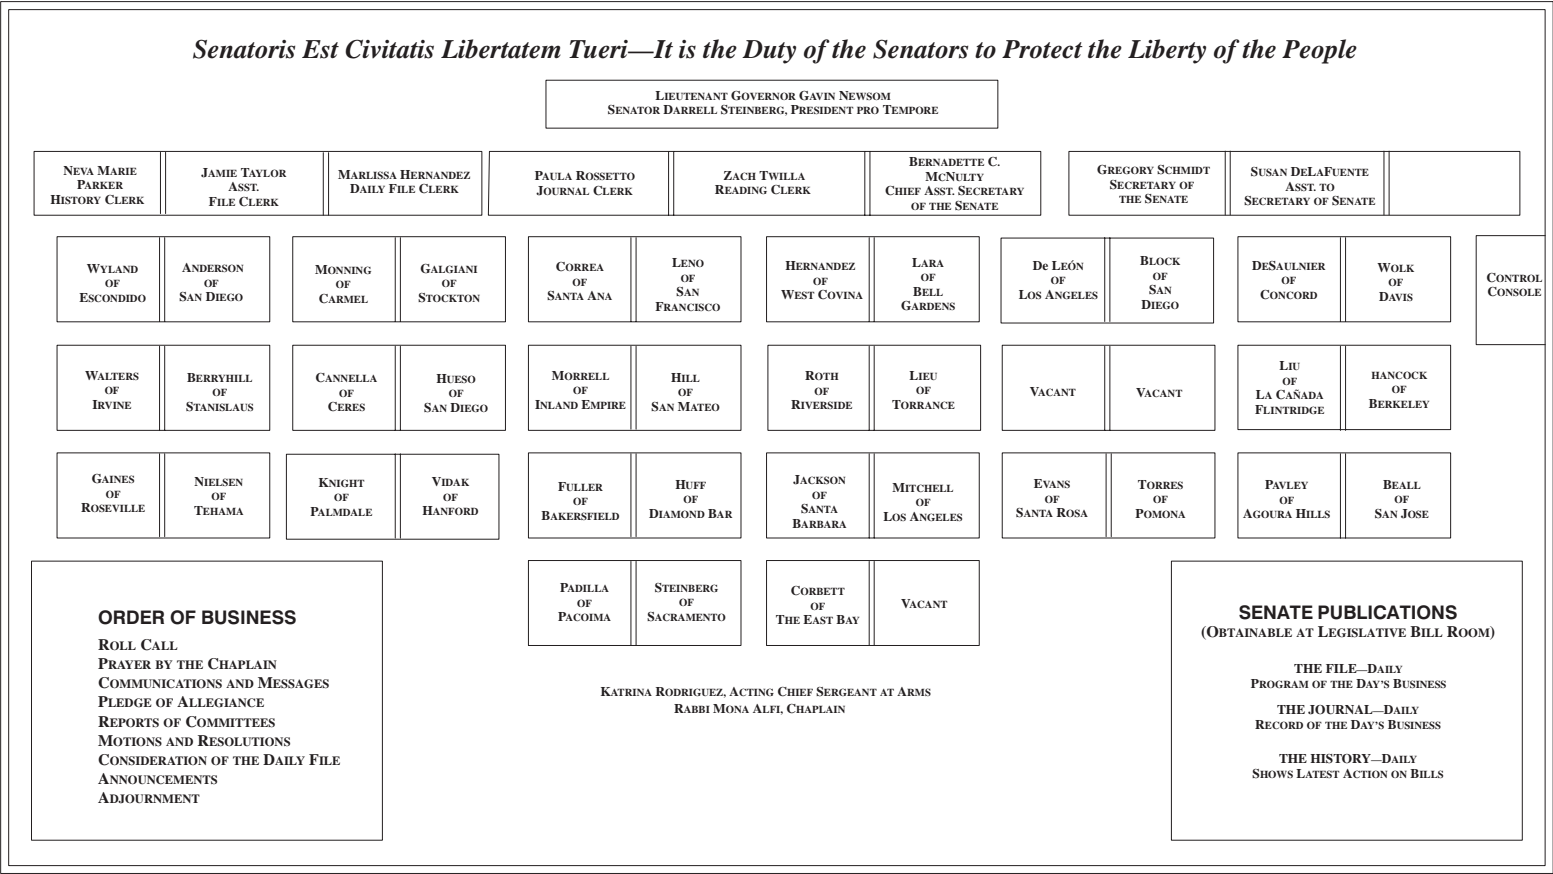 Senatoris Est Civitatis Libertatem Tueri—It is the Duty of the Senators to Protect the Liberty of the People
Lieutenant Governor Gavin Newsom
Senator Darrell Steinberg, President pro Tempore
Neva Marie
Parker
History Clerk
Jamie Taylor
Asst.
File Clerk
Marlissa Hernandez
Daily File Clerk
Paula Rossetto
Journal Clerk
Zach Twilla
Reading Clerk
Bernadette C.
McNulty
Chief Asst. Secretary
of the Senate
Gregory Schmidt
Secretary of
the Senate
Susan DeLaFuente
Asst. to
Secretary of Senate
Wyland
of
Escondido
Anderson
of
San Diego
Monning
of
Carmel
Galgiani
of
Stockton
Correa
of
Santa Ana
Leno
of
San
Francisco
Hernandez
of
West Covina
Lara
of
Bell
Gardens
De León
of
Los Angeles
Block
of
San
Diego
DeSaulnier
of
Concord
Wolk
of
Davis
Control
Console
Walters
of
Irvine
Berryhill
of
Stanislaus
Cannella
of
Ceres
Hueso
of
San Diego
Morrell
of
Inland Empire
Hill
of
San Mateo
Roth
of
Riverside
Lieu
of
Torrance
Vacant
Vacant
Liu
of
La Cañada
Flintridge
hancock
of
Berkeley
Gaines
of
Roseville
Nielsen
of
Tehama
Knight
of
Palmdale
Vidak
of
Hanford
Fuller
of
Bakersfield
Huff
of
Diamond Bar
Jackson
of
Santa
Barbara
Mitchell
of
Los Angeles
Evans
of
Santa Rosa
Torres
of
Pomona
Pavley
of
Agoura Hills
Beall
of
San Jose
Padilla
of
Pacoima
Steinberg
of
Sacramento
Corbett
of
The East Bay
Vacant
ORDER OF BUSINESS
Roll Call
Prayer by the Chaplain
Communications and Messages
Pledge of Allegiance
Reports of Committees
Motions and Resolutions
Consideration of the Daily File
Announcements
Adjournment
Katrina Rodriguez, Acting Chief Sergeant at Arms
Rabbi Mona Alfi, Chaplain
SENATE PUBLICATIONS
(Obtainable at Legislative Bill Room)
THE FILE—Daily
Program of the Day's Business
THE JOURNAL—Daily
Record of the Day's Business
THE HISTORY—Daily
Shows Latest Action on Bills